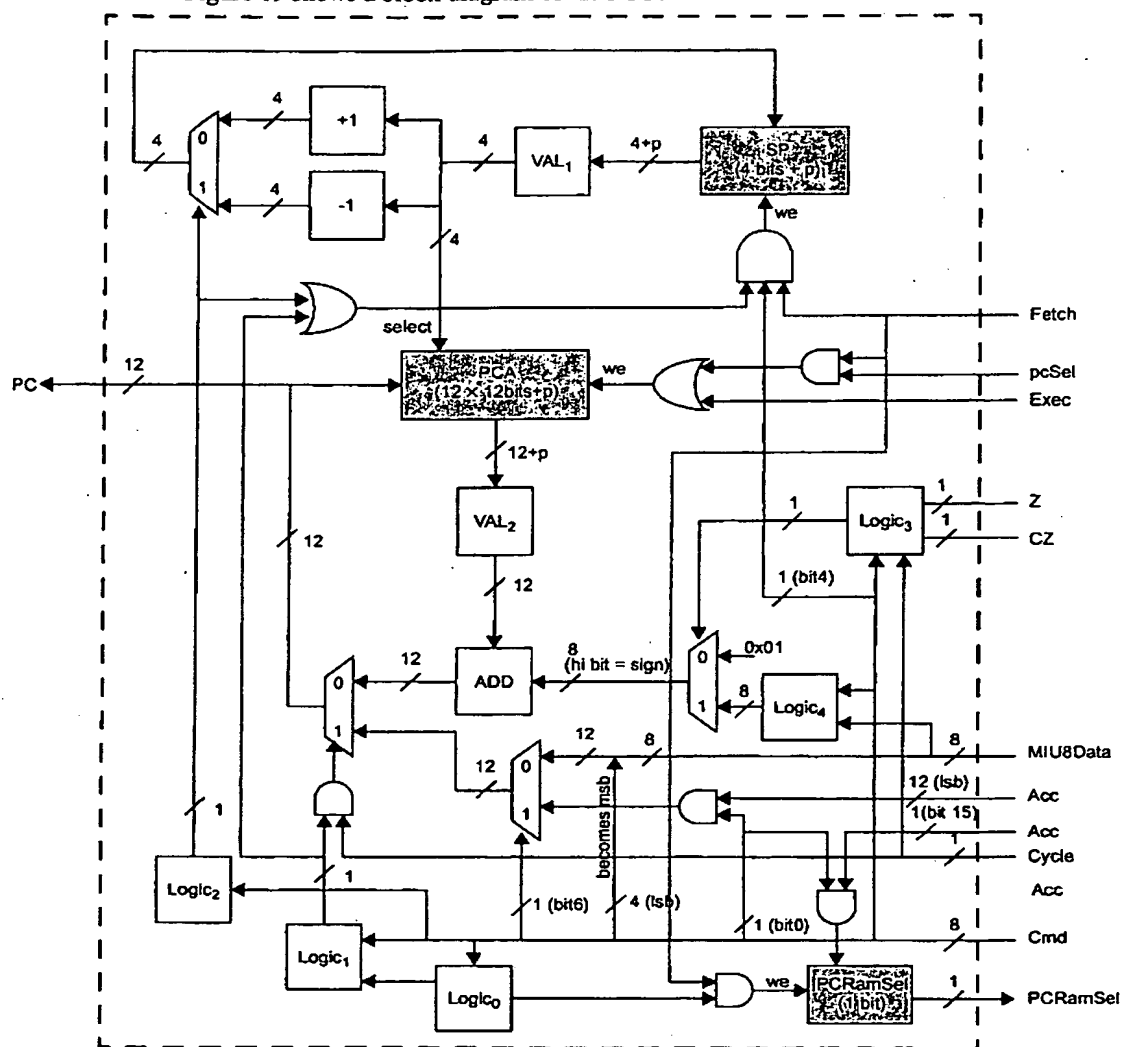 4
+1
4
0
1
4
-1
4
VAL1
4+p
SP
(4 bits + p)
we
4
select
Fetch
12
PC
PCA
(12 × 12bits+p)
we
pcSel
Exec
12+p
VAL2
12
12
1
Logic3
1
Z
1
CZ
1 (bit4)
0
1
12
ADD
8
(hi bit = sign)
0
1
0x01
8
Logic4
12
0
1
12
8
8
MIU8Data
12 (lsb)
Acc
1(bit 15)
Acc
1
Cycle
Acc
becomes msb
1
1
Logic2
1 (bit6)
4 (lsb)
1 (bit0)
8
Cmd
Logic1
Logic0
we
PCRamSel
(1 bit)
1
PCRamSel